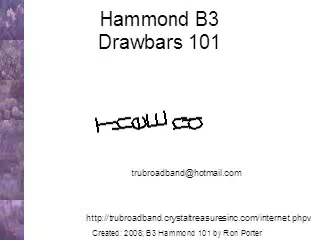 Hammond B3
Drawbars 101
trubroadband@hotmail.com
http://trubroadband.crystaltreasuresinc.com/internet.phpv
Created: 2008; B3 Hammond 101 by Ron Porter